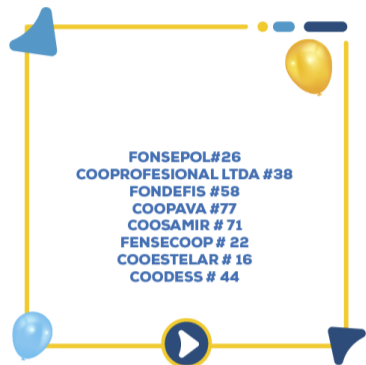 FONSEPOL#26
COOPROFESIONAL LTDA #38
FONDEFIS #58
COOPAVA #77
COOSAMIR # 71
FENSECOOP # 22
COOESTELAR # 16
COODESS # 44